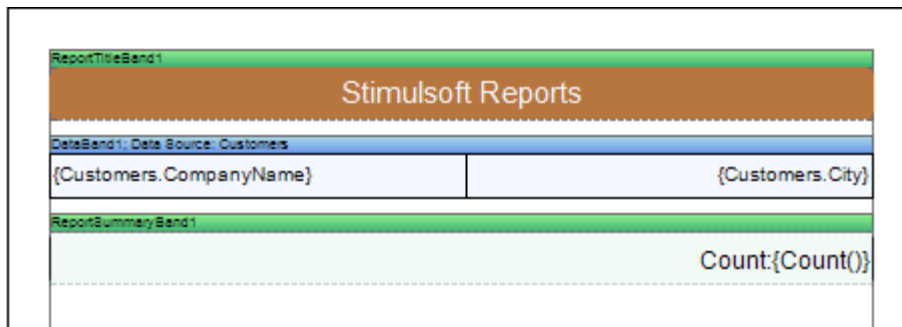 ReportTitleBand1
Stimulsoft Reports
DataBand1; Data Source: Customers
{Customers.CompanyName} {Customers.City}
ReportSummaryBand1
Count:{Count()}